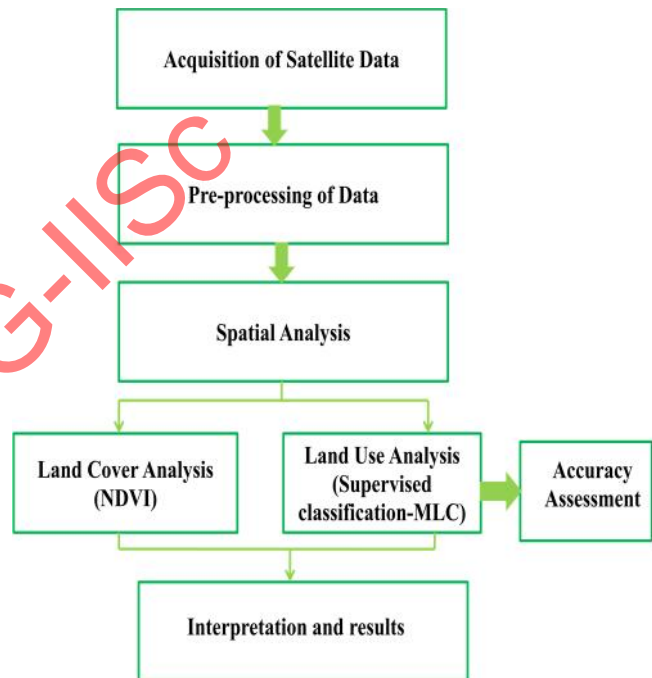 Acquisition of Satellite Data
Pre-processing of Data
G-IISc
Spatial Analysis
Land Cover Analysis
(NDVI)
Land Use Analysis
(Supervised
classification-MLC)
Accuracy
Assessment
Interpretation and results